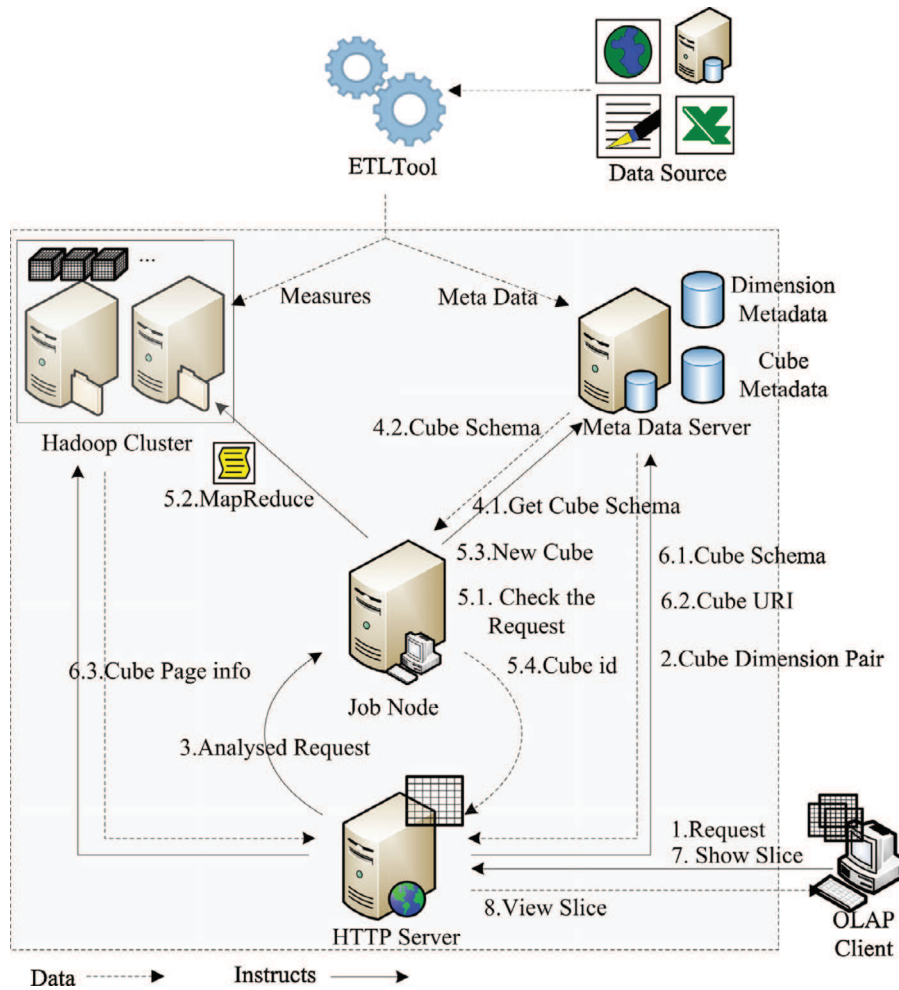 ETLTool
Data Source
...
Measures
Meta Data
Dimension
Metadata
Cube
Metadata
Hadoop Cluster
4.2.Cube Schema
Meta Data Server
5.2.MapReduce
4.1.Get Cube Schema
5.3.New Cube
6.1.Cube Schema
5.1. Check the
Request
6.2.Cube URI
6.3.Cube Page info
5.4.Cube id
2.Cube Dimension Pair
Job Node
3.Analysed Request
1.Request
7. Show Slice
8.View Slice
HTTP Server
OLAP
Client
Data
Instructs